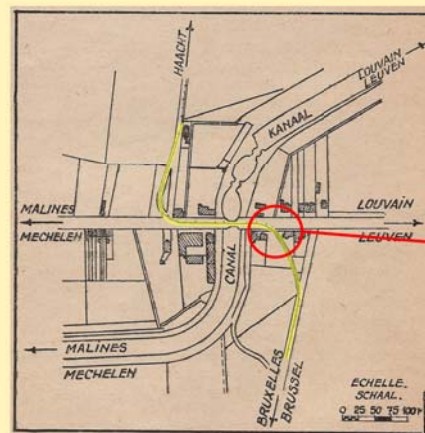 HAACHT
LOUVAIN
LEUVEN
KANAAL
MALINES
MECHELEN
LOUVAIN
LEUVEN
CANAL
MALINES
MECHELEN
BRUXELLES
BRUSSEL
ECHELLE.
SCHAAL.
0 25 50 75 100